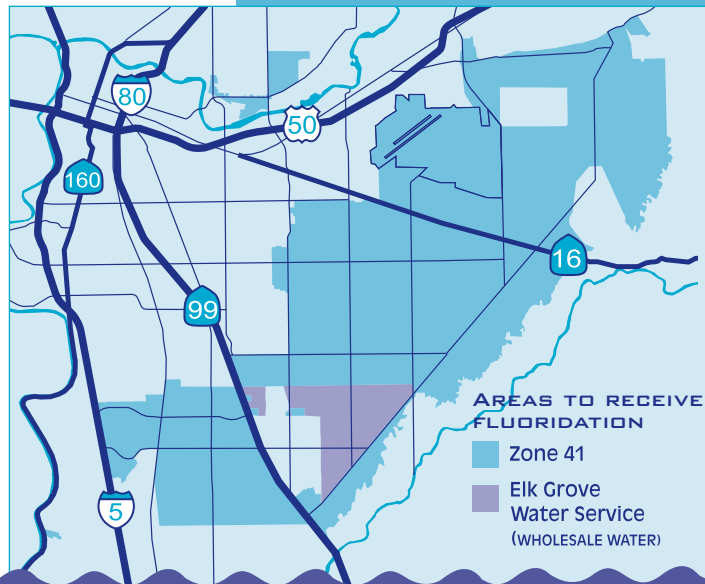 80
50
160
16
99
AREAS TO RECEIVE
FLUORIDATION
Zone 41
Elk Grove
Water Service
(WHOLESALE WATER)
5